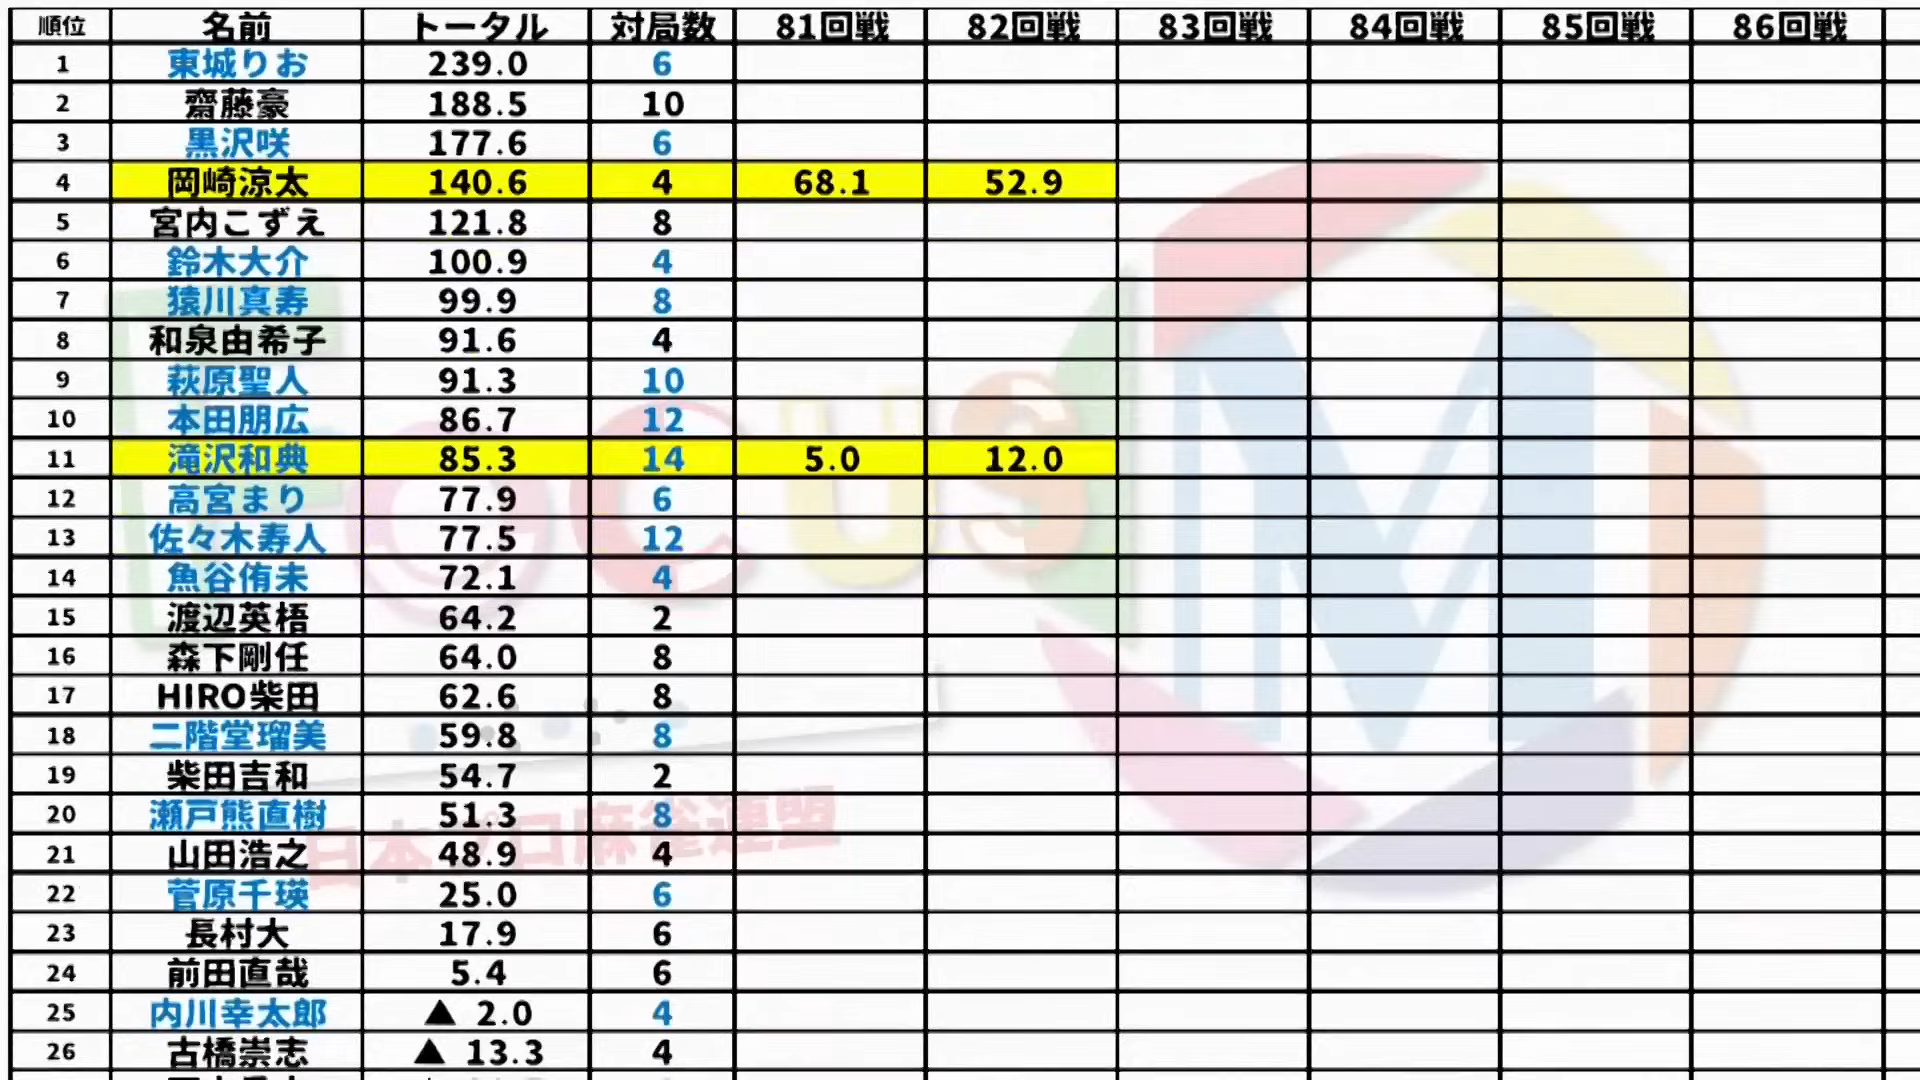 順位 名前 トータル 対局数 81回戦 82回戦 83回戦 84回戦 85回戦 86回戦
1 東城りお 239.0 6
2 齋藤豪 188.5 10
3 黒沢咲 177.6 6
4 岡崎涼太 140.6 4 68.1 52.9
5 宮内こずえ 121.8 8
6 鈴木大介 100.9 4
7 猿川真寿 99.9 8
8 和泉由希子 91.6 4
9 萩原聖人 91.3 10
10 本田朋広 86.7 12
11 滝沢和典 85.3 14 5.0 12.0
12 高宮まり 77.9 6
13 佐々木寿人 77.5 12
14 魚谷侑未 72.1 4
15 渡辺英梧 64.2 2
16 森下剛任 64.0 8
17 HIRO柴田 62.6 8
18 二階堂瑠美 59.8 8
19 柴田吉和 54.7 2
20 瀬戸熊直樹 51.3 8
21 山田浩之 48.9 4
22 菅原千瑛 25.0 6
23 長村大 17.9 6
24 前田直哉 5.4 6
25 内川幸太郎 ▲ 2.0 4
26 古橋崇志 ▲ 13.3 4
Focus M
日本プロ麻雀連盟